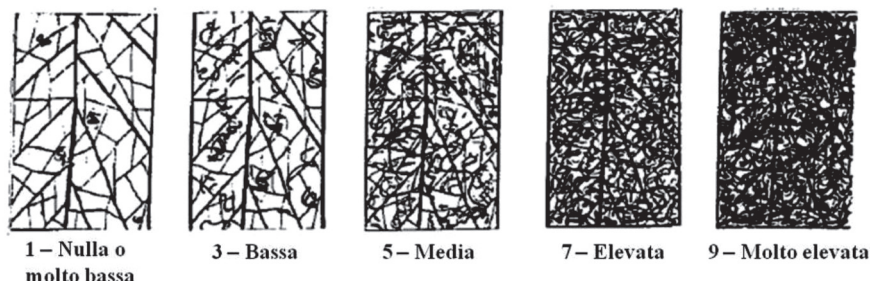 1 – Nulla o
molto bassa
3 – Bassa
5 – Media
7 – Elevata
9 – Molto elevata